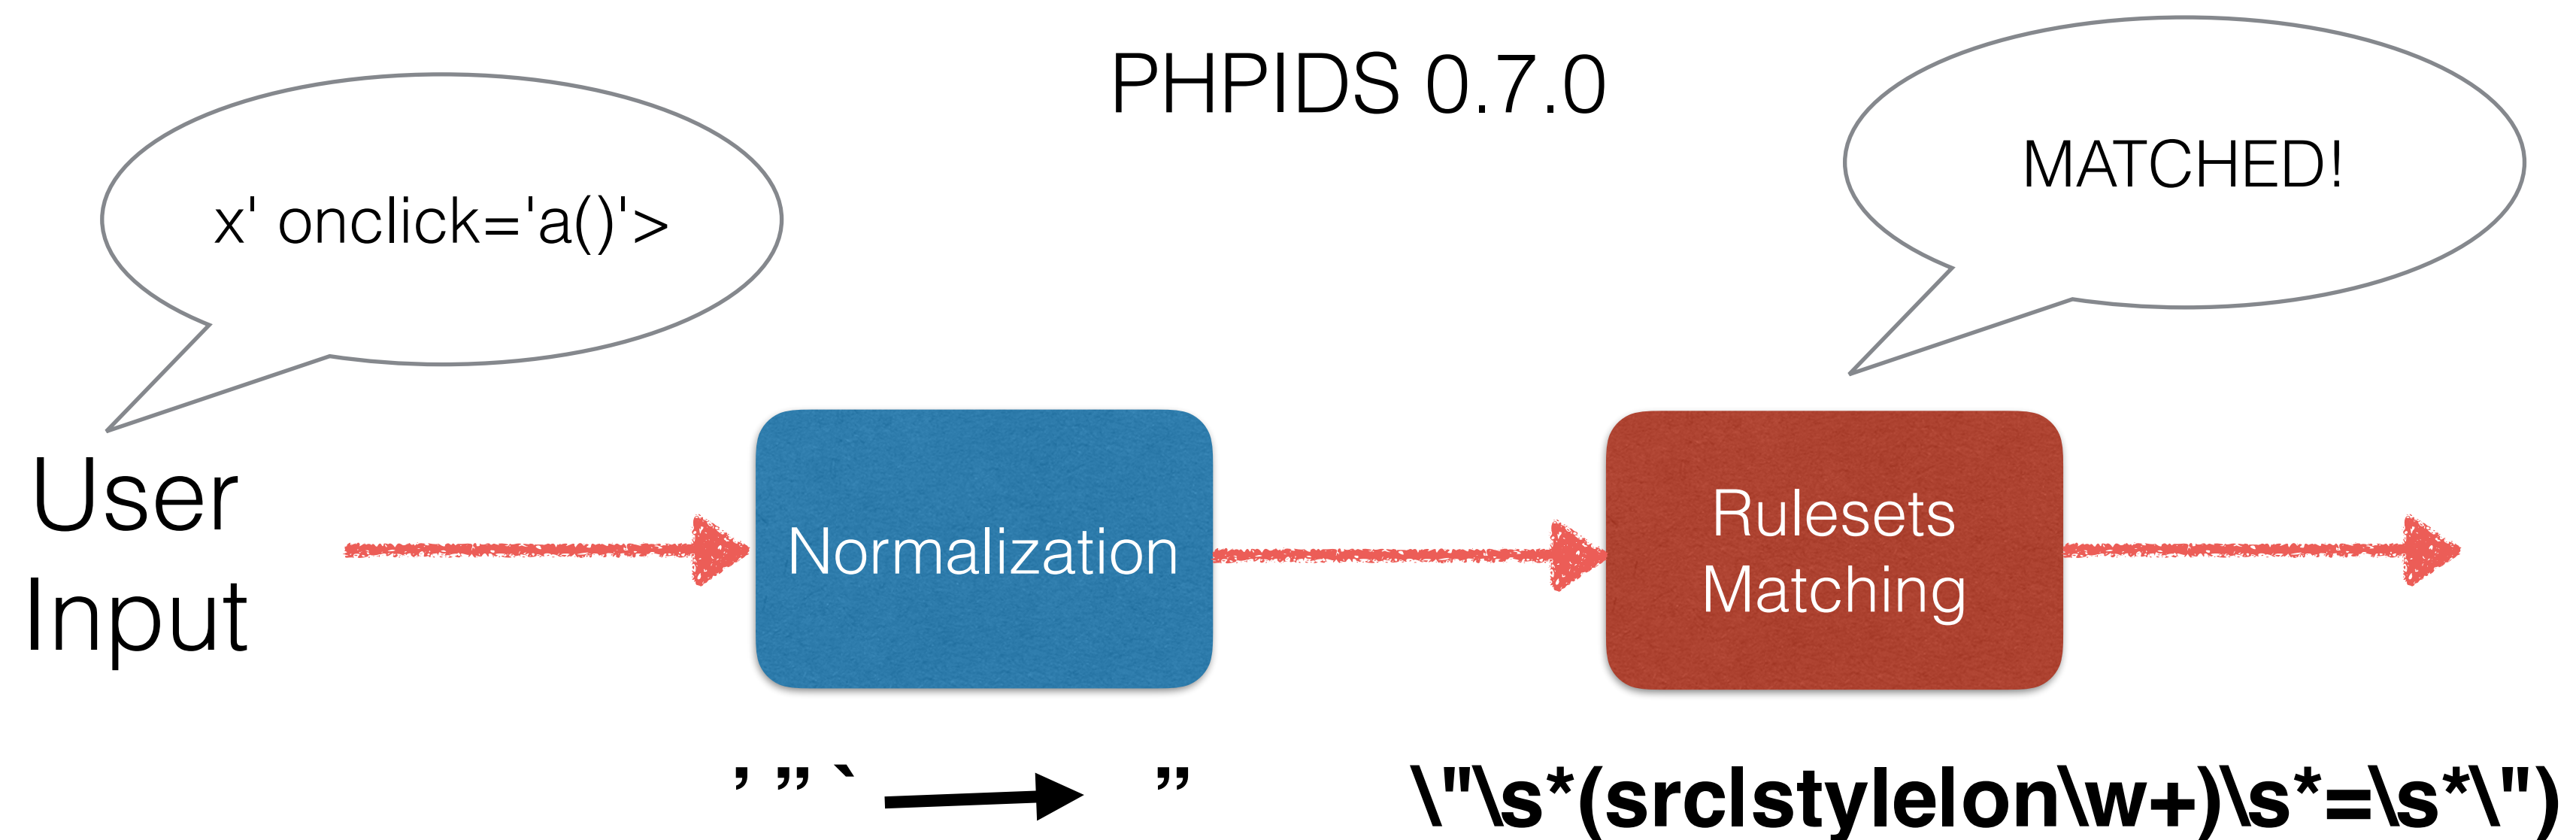 PHPIDS 0.7.0
x' onclick='a()'>
MATCHED!
User
Input
Normalization
Rulesets
Matching
’ ” ` ”
\"\s*(src|style|on\w+)\s*=\s*\")